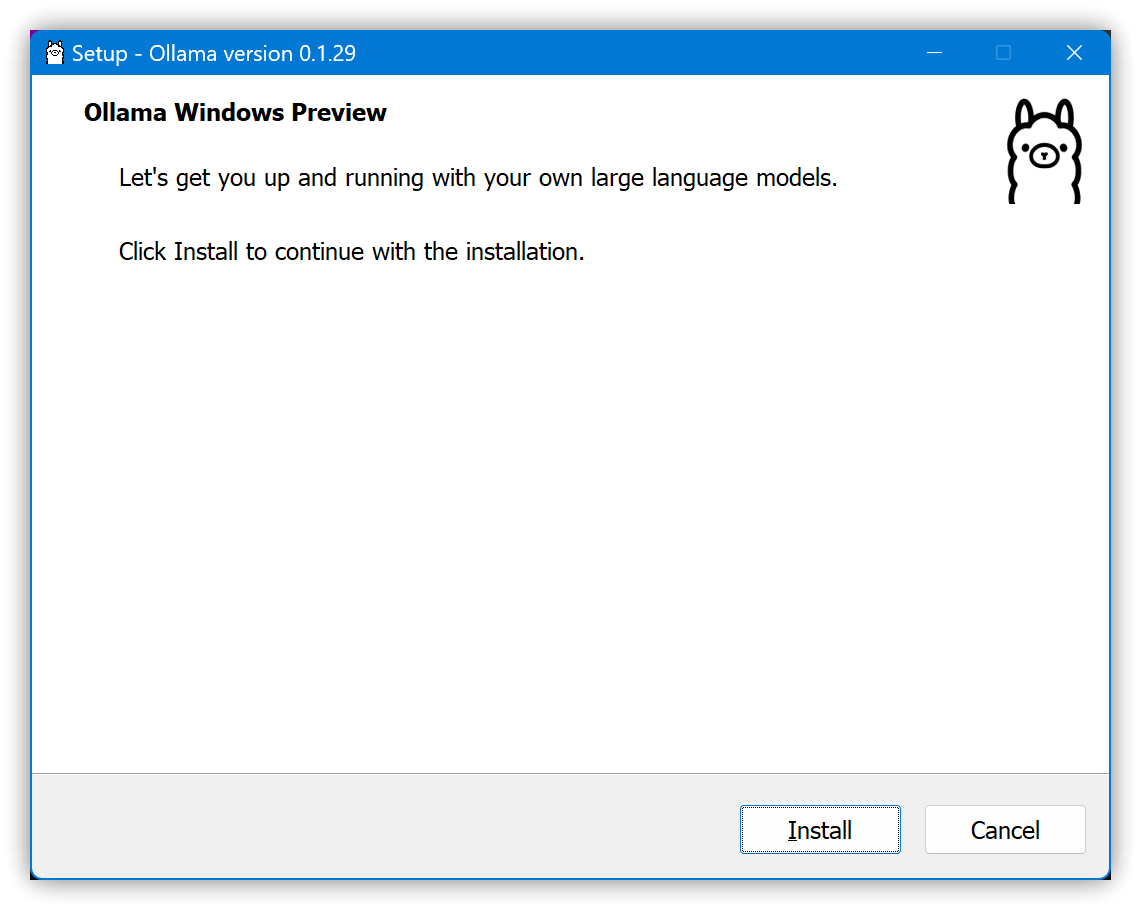 Setup - Ollama version 0.1.29
Ollama Windows Preview
Let's get you up and running with your own large language models.
Click Install to continue with the installation.
Install
Cancel